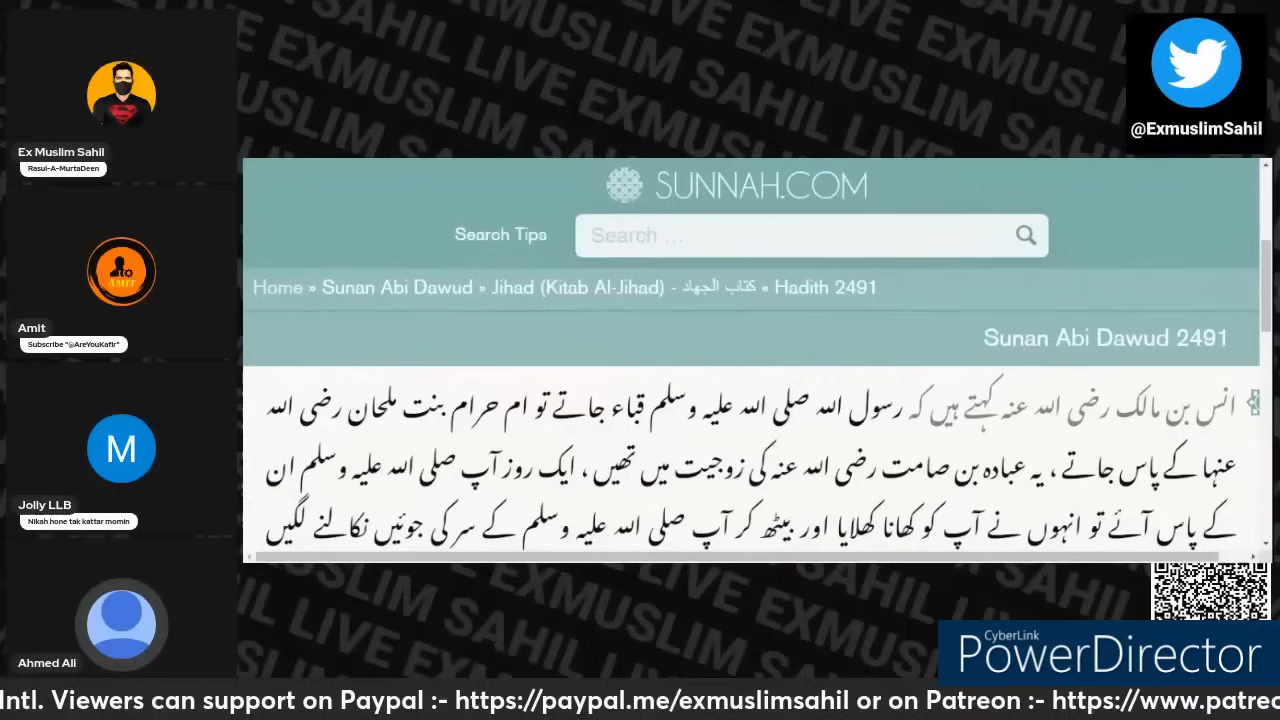 EXMUSLIM SAHIL LIVE
@ExmuslimSahil
Ex Muslim Sahil
Rasul-A-MurtaDeen
AMIT
Amit
Subscribe "@AreYouKafir"
M
Jolly LLB
Nikah hone tak kattar momin
Ahmed Ali
SUNNAH.COM
Search Tips
Search ...
Home » Sunan Abi Dawud » Jihad (Kitab Al-Jihad) - كتاب الجهاد » Hadith 2491
Sunan Abi Dawud 2491
انس بن مالک رضی اللہ عنہ کہتے ہیں کہ رسول اللہ صلی اللہ علیہ وسلم قباء جاتے تو ام حرام بنت ملحان رضی اللہ
عنہا کے پاس جاتے ، یہ عبادہ بن صامت رضی اللہ عنہ کی زوجیت میں تھیں ، ایک روز آپ صلی اللہ علیہ وسلم ان
کے پاس آئے تو انہوں نے آپ کو کھانا کھلایا اور بیٹھ کر آپ صلی اللہ علیہ وسلم کے سر کی جوئیں نکالنے لگیں
CyberLink
PowerDirector
Intl. Viewers can support on Paypal :- https://paypal.me/exmuslimsahil or on Patreon :- https://www.patre